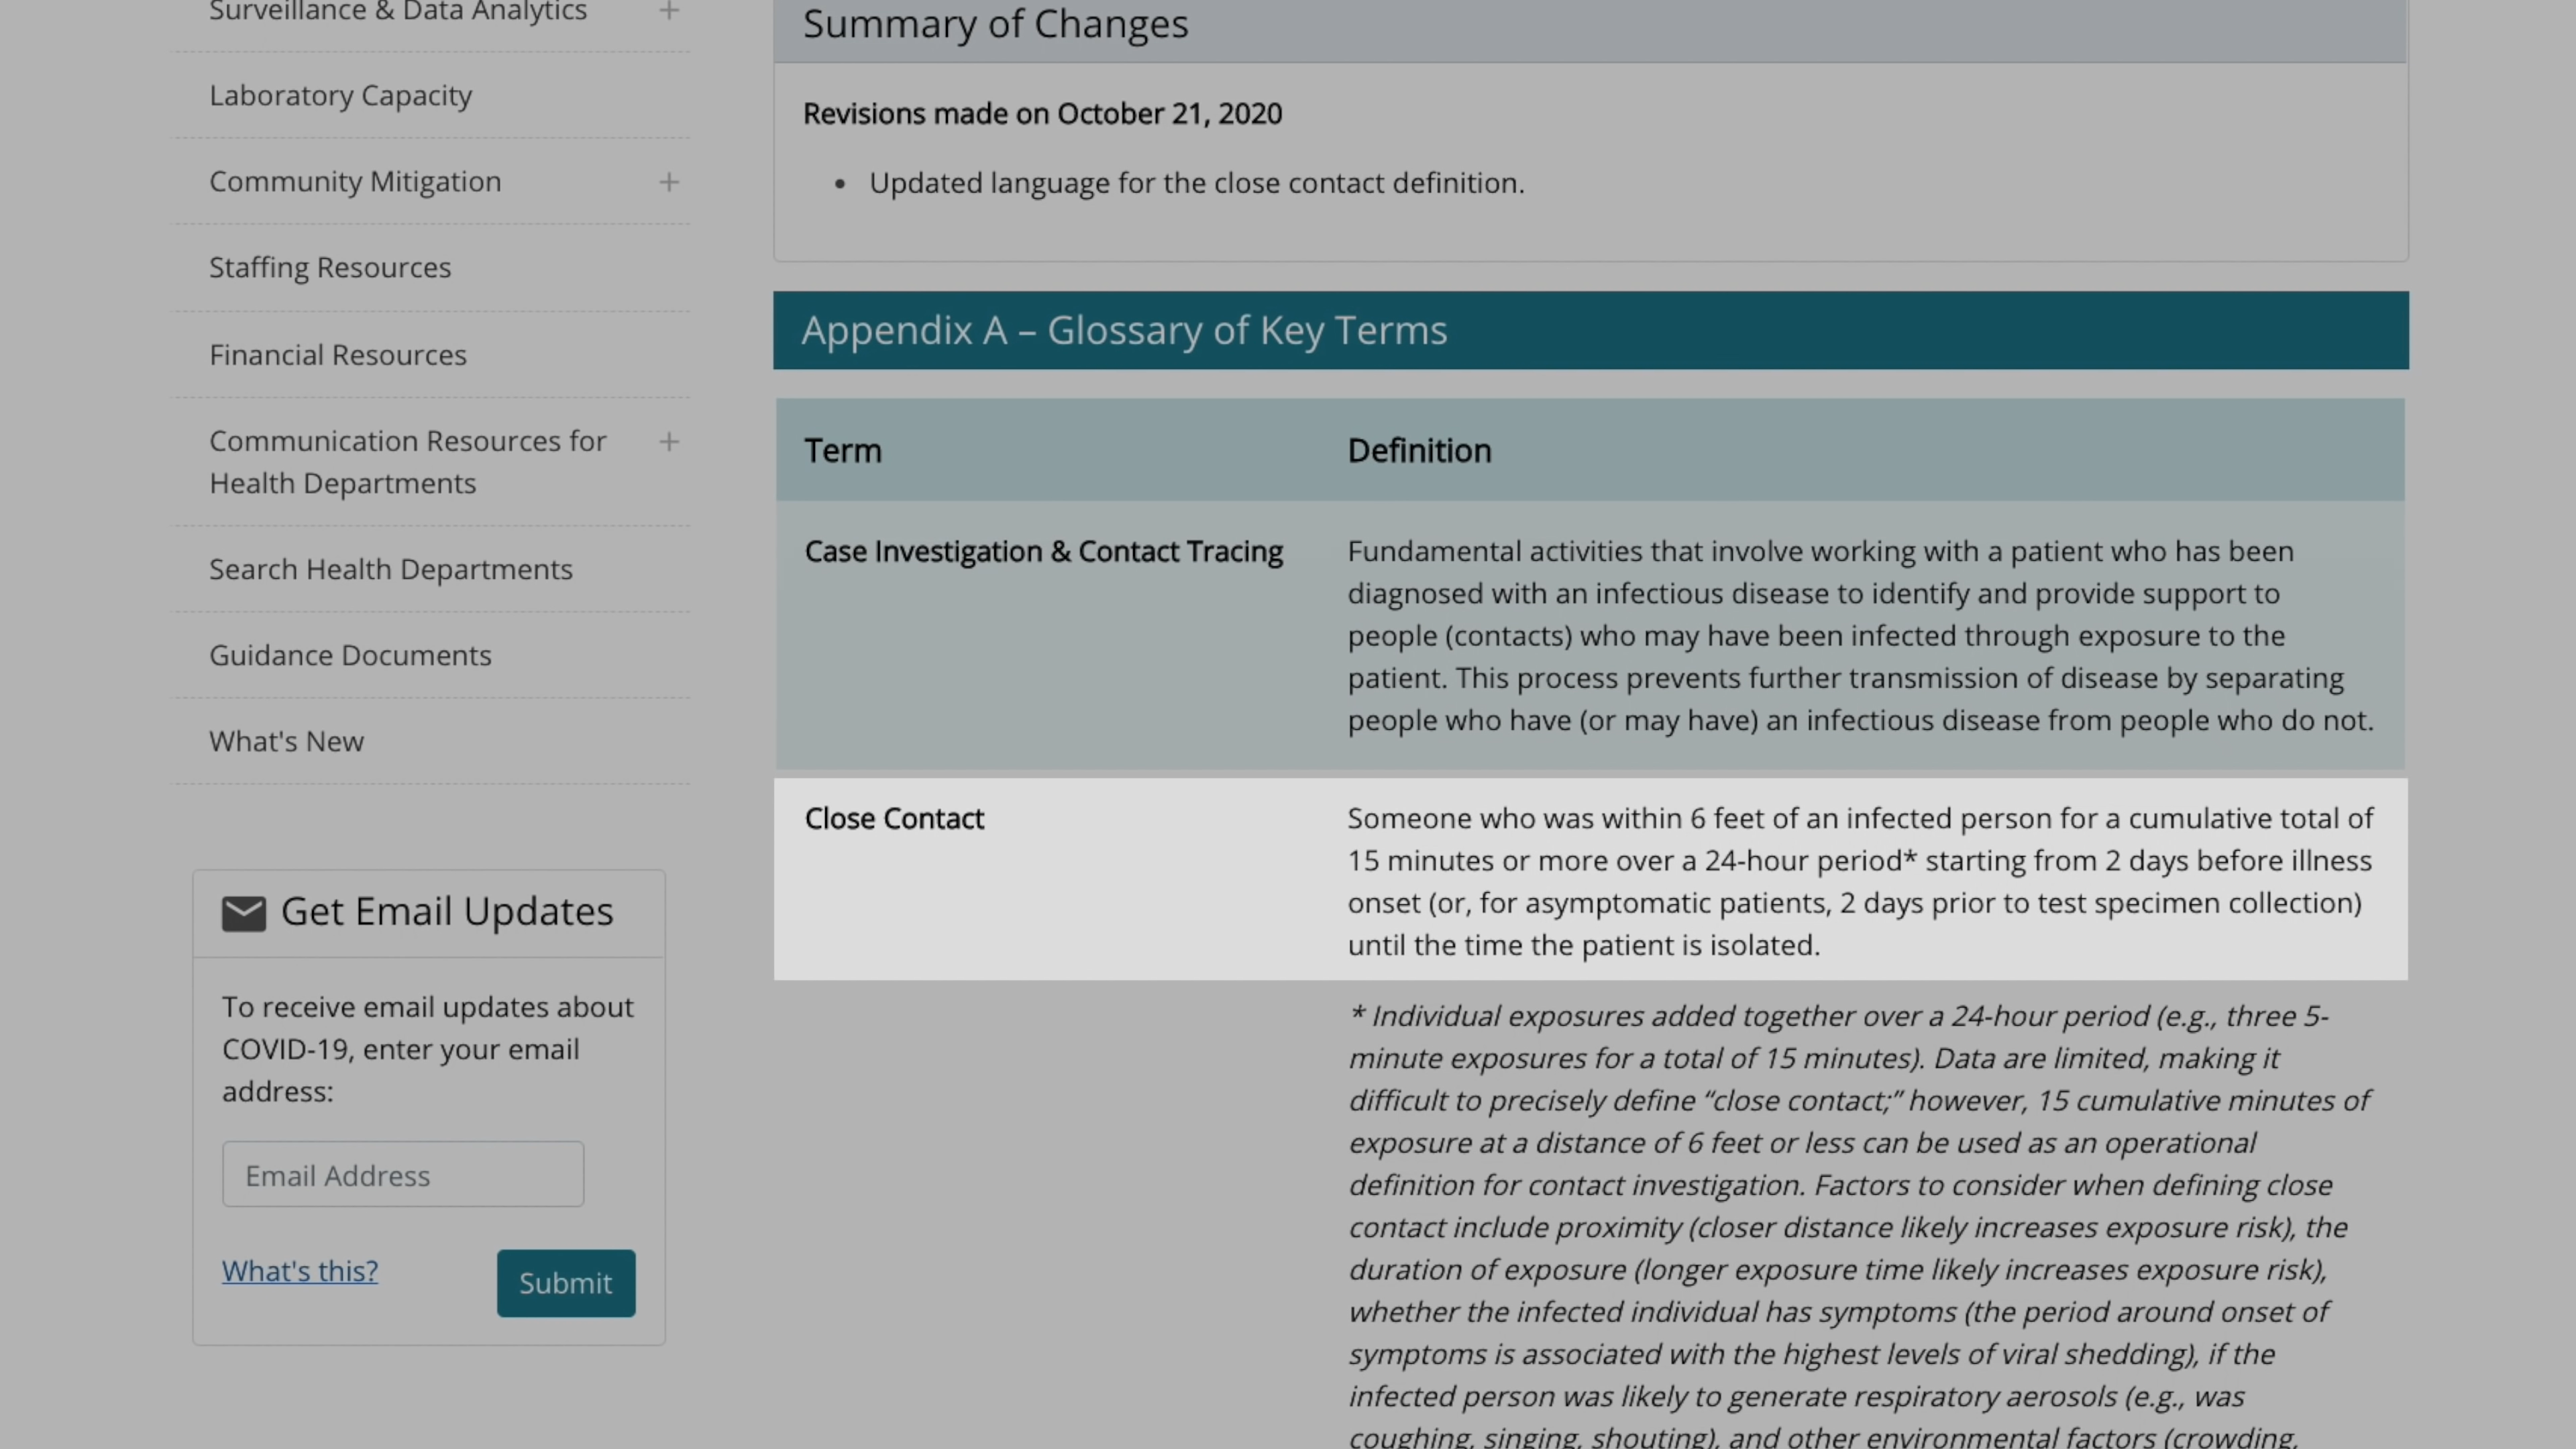 Surveillance & Data Analytics
Laboratory Capacity
Community Mitigation
Staffing Resources
Financial Resources
Communication Resources for
Health Departments
Search Health Departments
Guidance Documents
What's New
Get Email Updates
To receive email updates about
COVID-19, enter your email
address:
Email Address
What's this?
Submit
Summary of Changes
Revisions made on October 21, 2020
• Updated language for the close contact definition.
Appendix A – Glossary of Key Terms
Term
Definition
Case Investigation & Contact Tracing
Fundamental activities that involve working with a patient who has been
diagnosed with an infectious disease to identify and provide support to
people (contacts) who may have been infected through exposure to the
patient. This process prevents further transmission of disease by separating
people who have (or may have) an infectious disease from people who do not.
Close Contact
Someone who was within 6 feet of an infected person for a cumulative total of
15 minutes or more over a 24-hour period* starting from 2 days before illness
onset (or, for asymptomatic patients, 2 days prior to test specimen collection)
until the time the patient is isolated.
* Individual exposures added together over a 24-hour period (e.g., three 5-
minute exposures for a total of 15 minutes). Data are limited, making it
difficult to precisely define “close contact;” however, 15 cumulative minutes of
exposure at a distance of 6 feet or less can be used as an operational
definition for contact investigation. Factors to consider when defining close
contact include proximity (closer distance likely increases exposure risk), the
duration of exposure (longer exposure time likely increases exposure risk),
whether the infected individual has symptoms (the period around onset of
symptoms is associated with the highest levels of viral shedding), if the
infected person was likely to generate respiratory aerosols (e.g., was
coughing, singing, shouting), and other environmental factors (crowding,